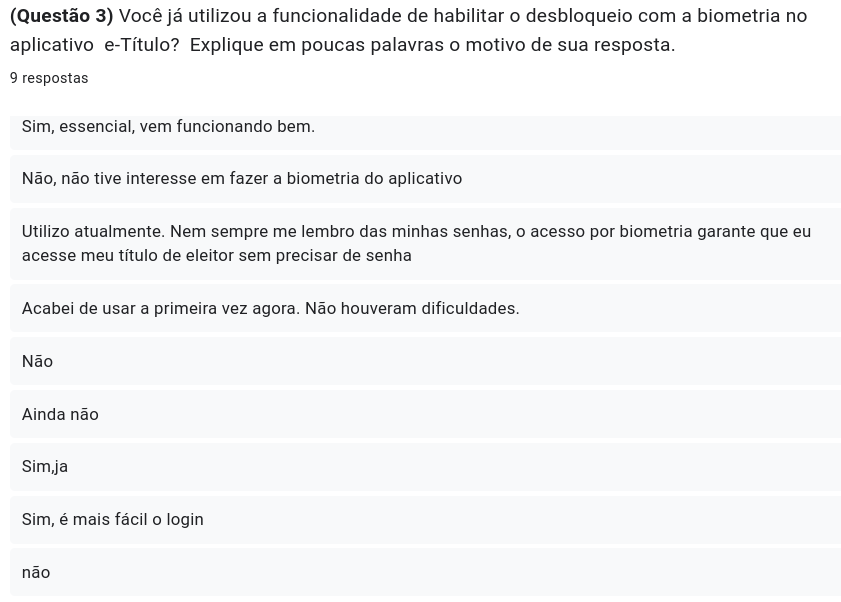 (Questão 3) Você já utilizou a funcionalidade de habilitar o desbloqueio com a biometria no
aplicativo  e-Título?  Explique em poucas palavras o motivo de sua resposta.
9 respostas
Sim, essencial, vem funcionando bem.
Não, não tive interesse em fazer a biometria do aplicativo
Utilizo atualmente. Nem sempre me lembro das minhas senhas, o acesso por biometria garante que eu
acesse meu título de eleitor sem precisar de senha
Acabei de usar a primeira vez agora. Não houveram dificuldades.
Não
Ainda não
Sim,ja
Sim, é mais fácil o login
não